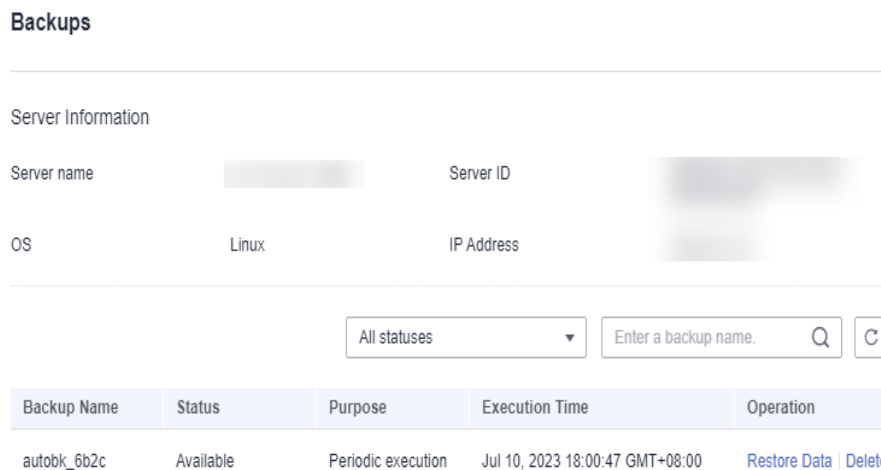 Backups
Server Information
Server name Server ID
OS Linux IP Address
All statuses Enter a backup name.
Backup Name Status Purpose Execution Time Operation
autobk_6b2c Available Periodic execution Jul 10, 2023 18:00:47 GMT+08:00 Restore Data | Delete